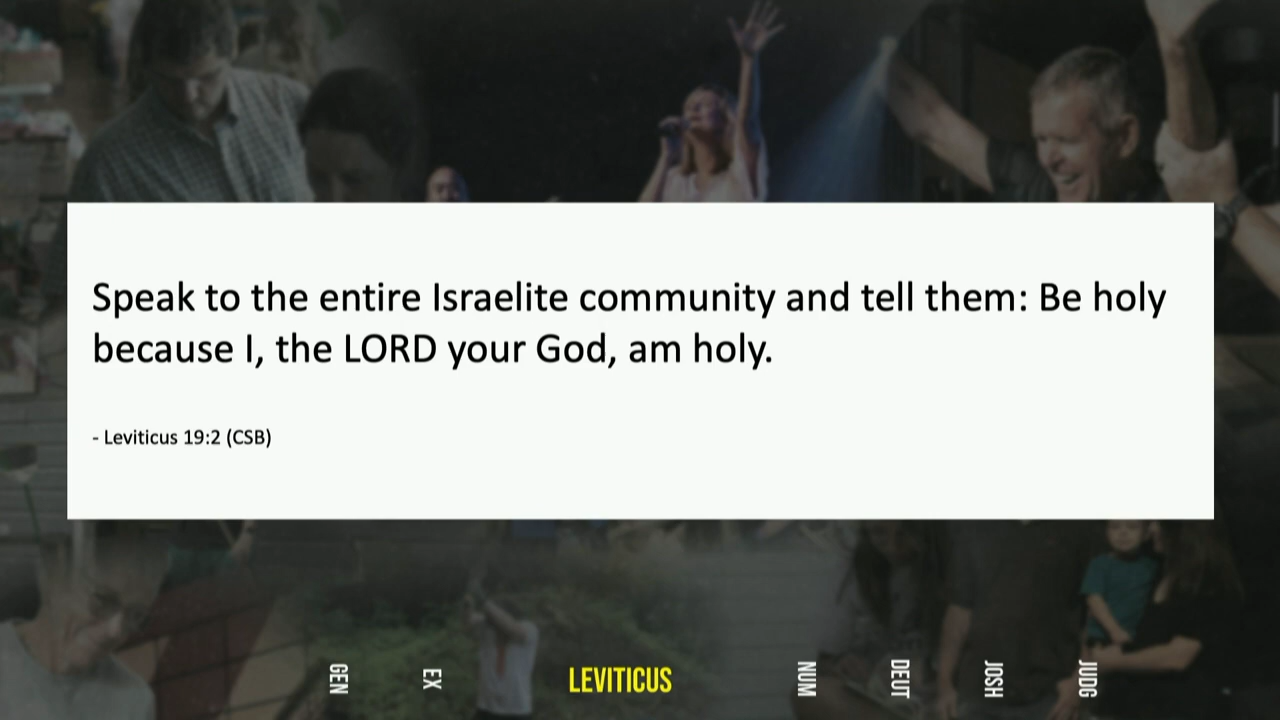 Speak to the entire Israelite community and tell them: Be holy
because I, the LORD your God, am holy.
- Leviticus 19:2 (CSB)
GEN
EX
LEVITICUS
NUM
DEUT
JOSH
JUDG